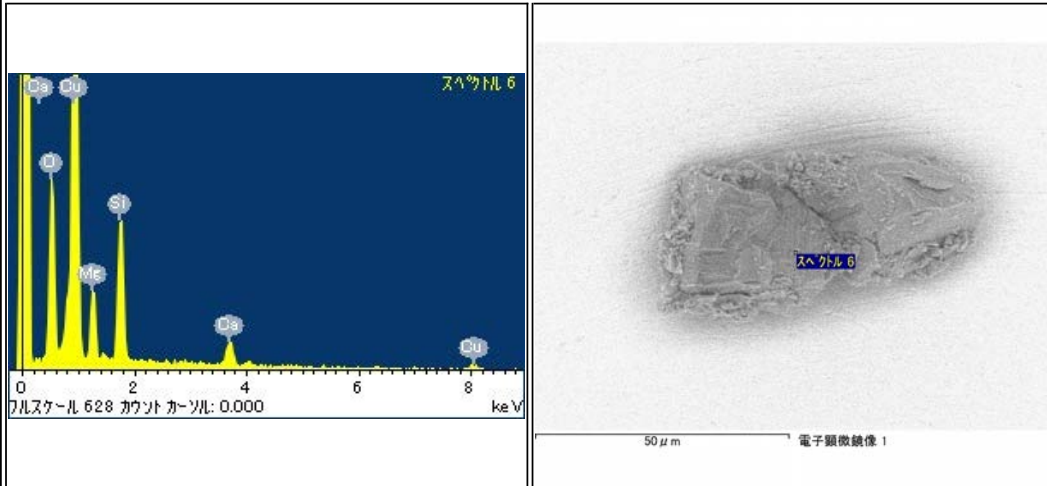 スペクトル 6
Ca Cu
O
Si
Mg
Ca
Cu
0 2 4 6 8
フルスケール 628 カウント カーソル: 0.000 keV
スペクトル 6
50μm 電子顕微鏡像 1